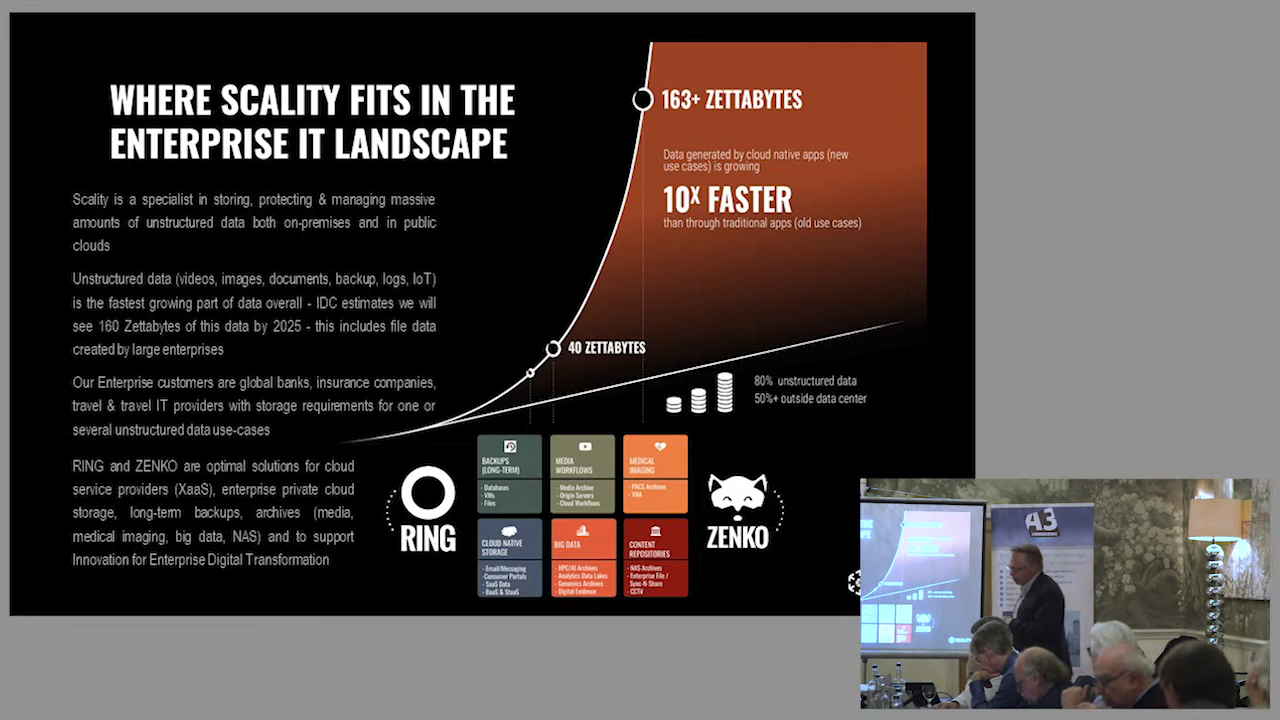 WHERE SCALITY FITS IN THE
ENTERPRISE IT LANDSCAPE
Scality is a specialist in storing, protecting & managing massive
amounts of unstructured data both on-premises and in public
clouds
Unstructured data (videos, images, documents, backup, logs, IoT)
is the fastest growing part of data overall - IDC estimates we will
see 160 Zettabytes of this data by 2025 - this includes file data
created by large enterprises
Our Enterprise customers are global banks, insurance companies,
travel & travel IT providers with storage requirements for one or
several unstructured data use-cases
RING and ZENKO are optimal solutions for cloud
service providers (XaaS), enterprise private cloud
storage, long-term backups, archives (media,
medical imaging, big data, NAS) and to support
Innovation for Enterprise Digital Transformation
163+ ZETTABYTES
Data generated by cloud native apps (new
use cases) is growing
10X FASTER
than through traditional apps (old use cases)
40 ZETTABYTES
80% unstructured data
50%+ outside data center
RING
BACKUPS
(LONG-TERM)
- Databases
- VMs
- Files
MEDIA
WORKFLOWS
- Media Archive
- Origin Servers
- Cloud Workflows
MEDICAL
IMAGING
- PACS Archives
- VNA
CLOUD NATIVE
STORAGE
- Email/Messaging
-Consumer Portals
- SaaS Data
- BaaS & STaaS
BIG DATA
- HPC/AI Archives
- Analytics Data Lakes
- Genomics Archives
- Digital Evidence
CONTENT
REPOSITORIES
- NAS Archives
- Enterprise File /
Sync-N-Share
- CCTV
ZENKO
A3